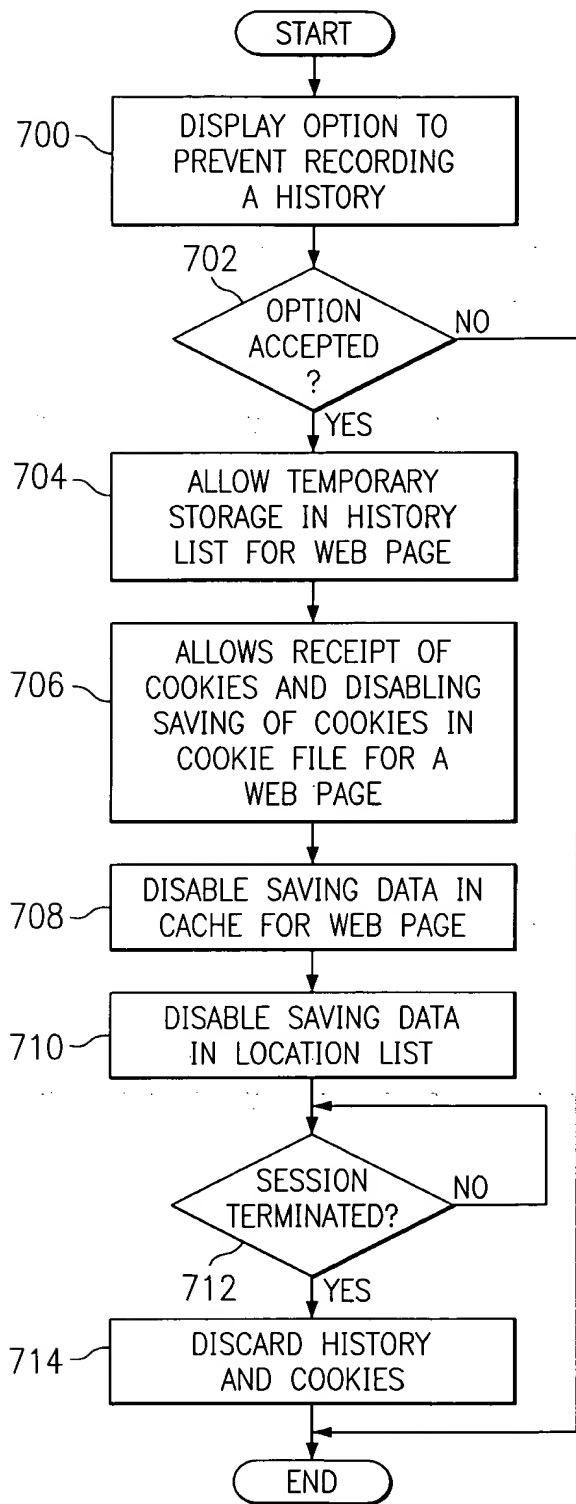 START
700
DISPLAY OPTION TO
PREVENT RECORDING
A HISTORY
702
OPTION
ACCEPTED
?
NO
YES
704
ALLOW TEMPORARY
STORAGE IN HISTORY
LIST FOR WEB PAGE
706
ALLOWS RECEIPT OF
COOKIES AND DISABLING
SAVING OF COOKIES IN
COOKIE FILE FOR A
WEB PAGE
708
DISABLE SAVING DATA IN
CACHE FOR WEB PAGE
710
DISABLE SAVING DATA
IN LOCATION LIST
SESSION
TERMINATED?
NO
712
YES
714
DISCARD HISTORY
AND COOKIES
END